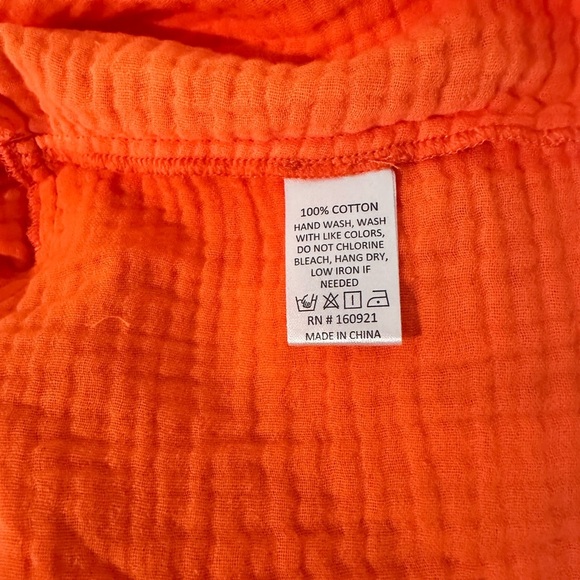 100% COTTON
HAND WASH, WASH
WITH LIKE COLORS,
DO NOT CHLORINE
BLEACH, HANG DRY,
LOW IRON IF
NEEDED
RN # 160921
MADE IN CHINA